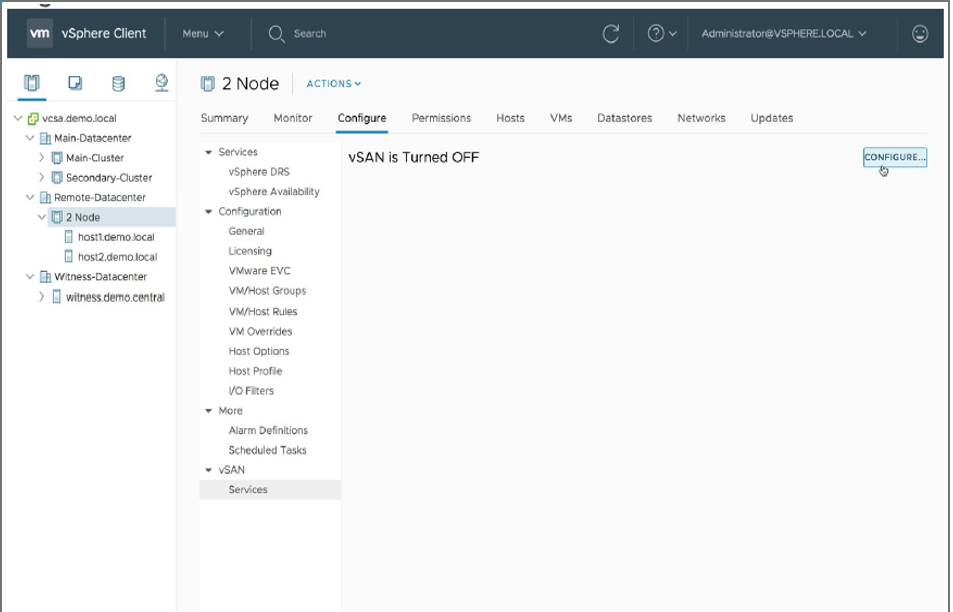 vm vSphere Client Menu Search Administrator@VSPHERE.LOCAL
2 Node ACTIONS
Summary Monitor Configure Permissions Hosts VMs Datastores Networks Updates
vcsa.demo.local
Main-Datacenter
Main-Cluster
Secondary-Cluster
Remote-Datacenter
2 Node
host1.demo.local
host2.demo.local
Witness-Datacenter
witness.demo.central
Services
vSphere DRS
vSphere Availability
Configuration
General
Licensing
VMware EVC
VM/Host Groups
VM/Host Rules
VM Overrides
Host Options
Host Profile
I/O Filters
More
Alarm Definitions
Scheduled Tasks
vSAN
Services
vSAN is Turned OFF
CONFIGURE...